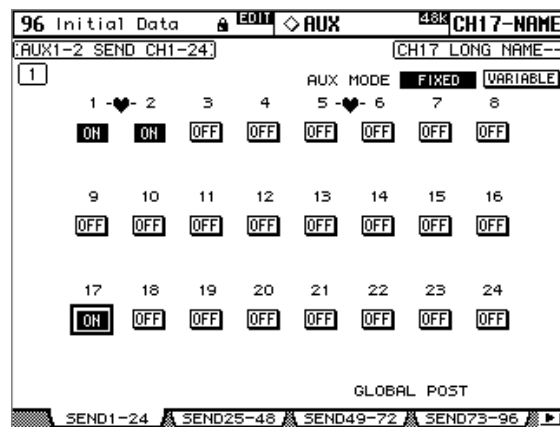 96 Initial Data EDIT AUX 48K CH17-NAME
AUX1-2 SEND CH1-24 CH17 LONG NAME--
1 AUX MODE FIXED VARIABLE
1 - 2 3 4 5 - 6 7 8
ON ON OFF OFF OFF OFF OFF OFF
9 10 11 12 13 14 15 16
OFF OFF OFF OFF OFF OFF OFF OFF
17 18 19 20 21 22 23 24
ON OFF OFF OFF OFF OFF OFF OFF
GLOBAL POST
SEND1-24 SEND25-48 SEND49-72 SEND73-96